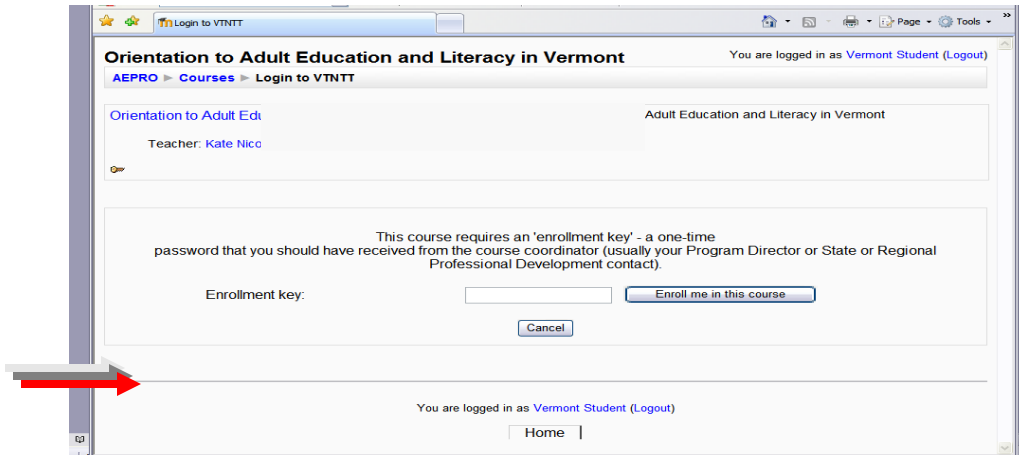 Login to VTNTT
Page
Tools
»
Orientation to Adult Education and Literacy in Vermont
You are logged in as Vermont Student (Logout)
AEPRO ► Courses ► Login to VTNTT
Orientation to Adult Adult Education and Literacy in Vermont
Teacher: Kate Nico
This course requires an 'enrollment key' - a one-time
password that you should have received from the course coordinator (usually your Program Director or State or Regional
Professional Development contact).
Enrollment key: Enroll me in this course
Cancel
You are logged in as Vermont Student (Logout)
Home